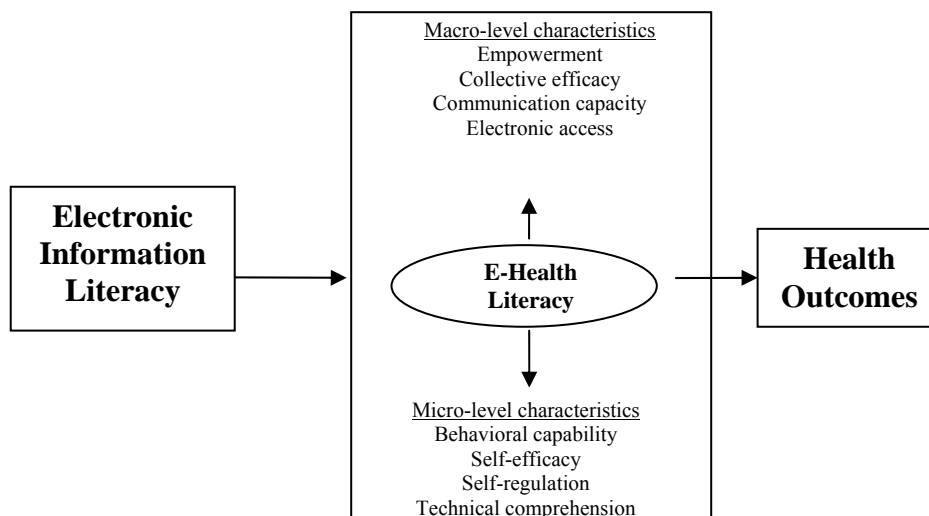 Macro-level characteristics
Empowerment
Collective efficacy
Communication capacity
Electronic access
Electronic
Information
Literacy
E-Health
Literacy
Health
Outcomes
Micro-level characteristics
Behavioral capability
Self-efficacy
Self-regulation
Technical comprehension